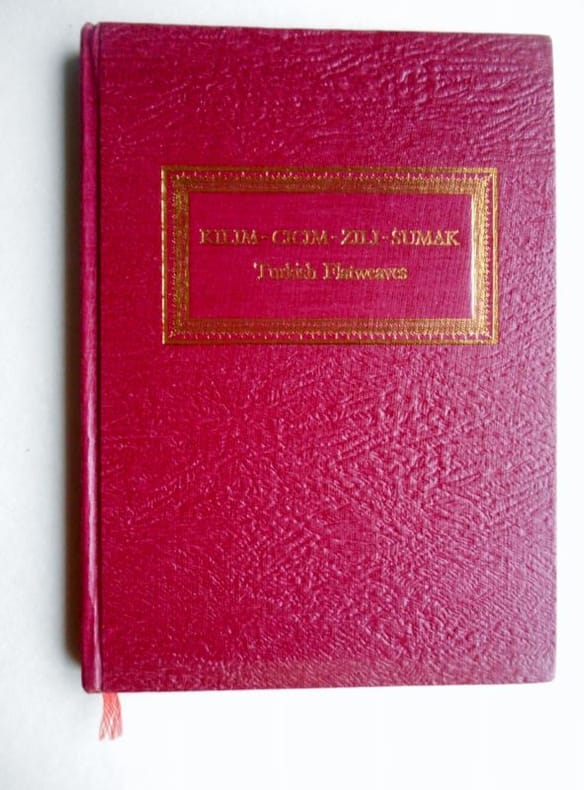 KILIM · CICIM · ZILI · SUMAK
Turkish Flatweaves